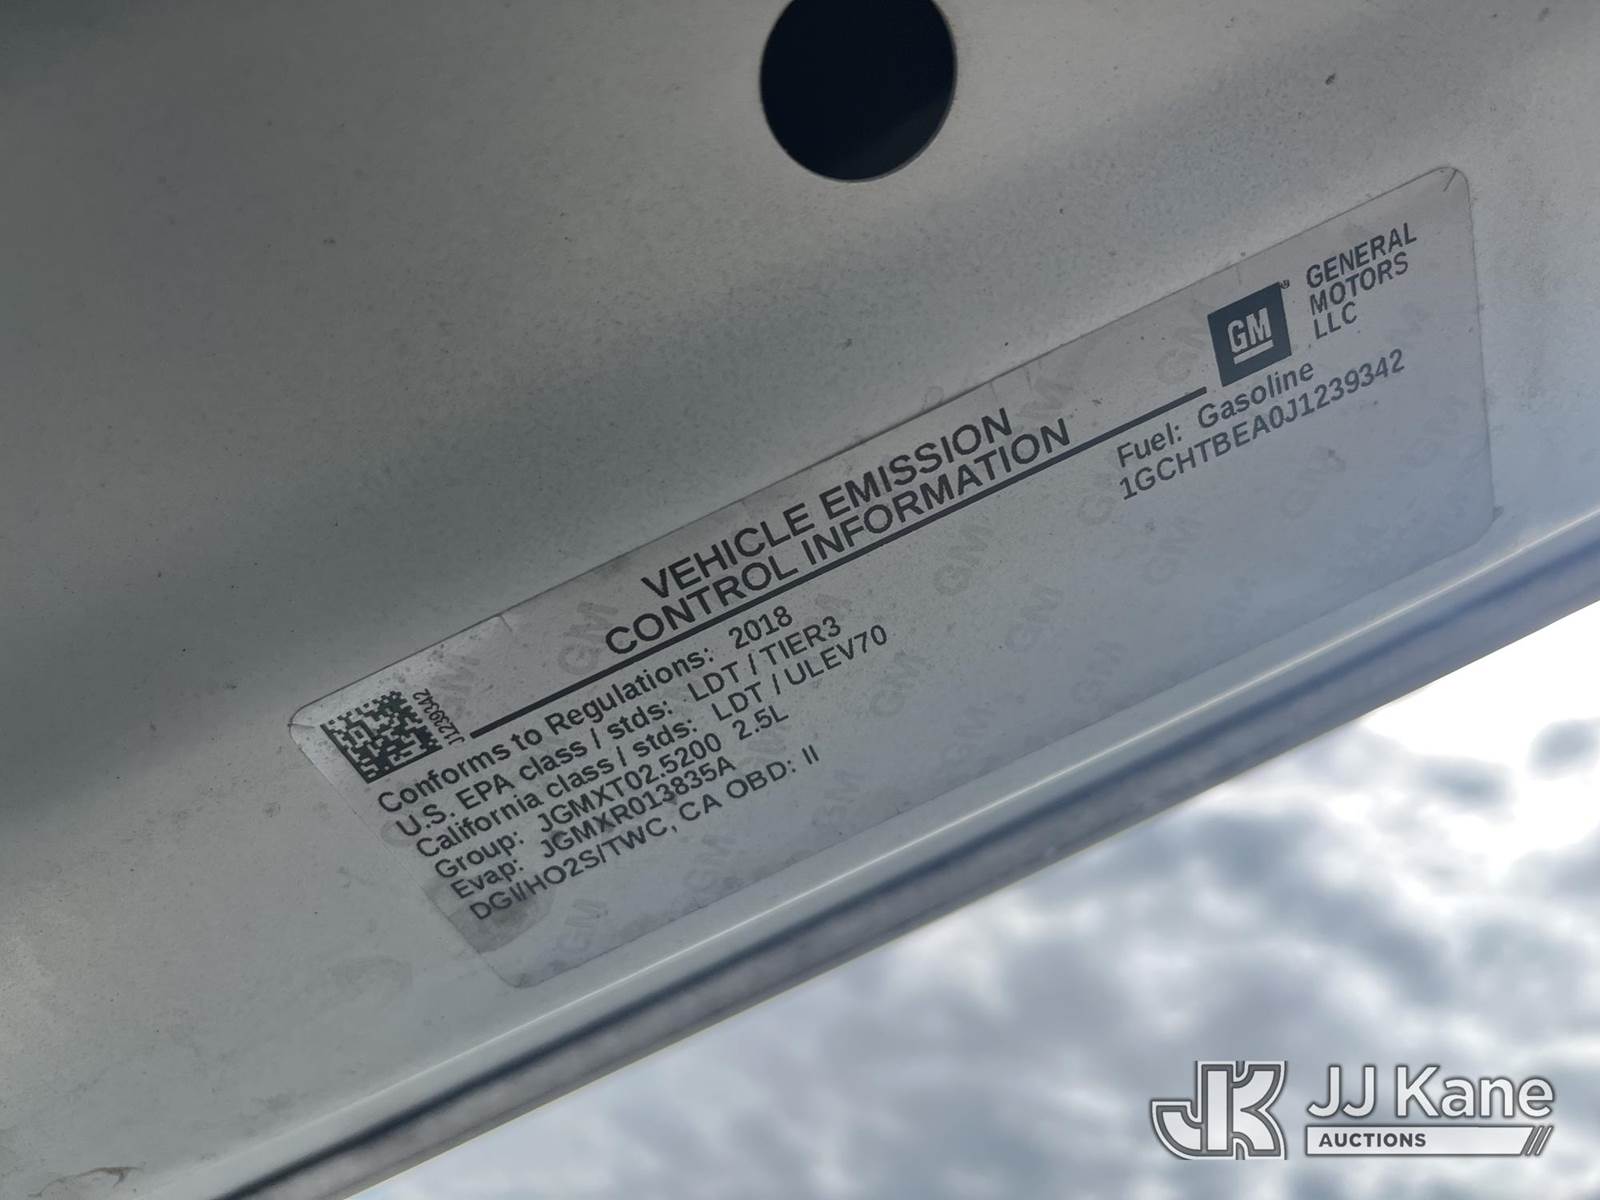 GM
GENERAL
MOTORS
LLC
VEHICLE EMISSION
CONTROL INFORMATION
Fuel: Gasoline
1GCHTBEA0J1239342
J1239342
Conforms to Regulations: 2018
U.S. EPA class / stds: LDT / TIER3
California class / stds: LDT / ULEV70
Group: JGMXT02.5200 2.5L
Evap: JGMXR013835A
DGI/HO2S/TWC, CA OBD: II
JK JJ Kane
AUCTIONS